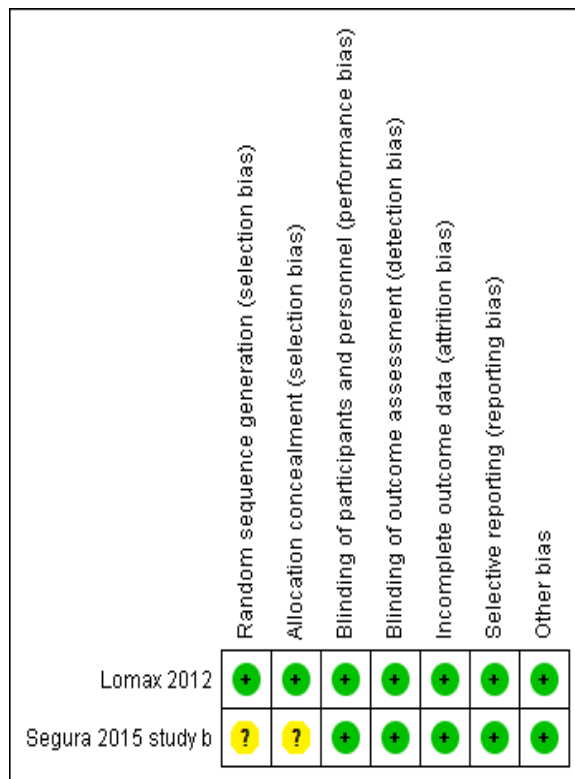 Random sequence generation (selection bias)
Allocation concealment (selection bias)
Blinding of participants and personnel (performance bias)
Blinding of outcome assessment (detection bias)
Incomplete outcome data (attrition bias)
Selective reporting (reporting bias)
Other bias
Lomax 2012 + + + + + + +
Segura 2015 study b ? ? + + + + +